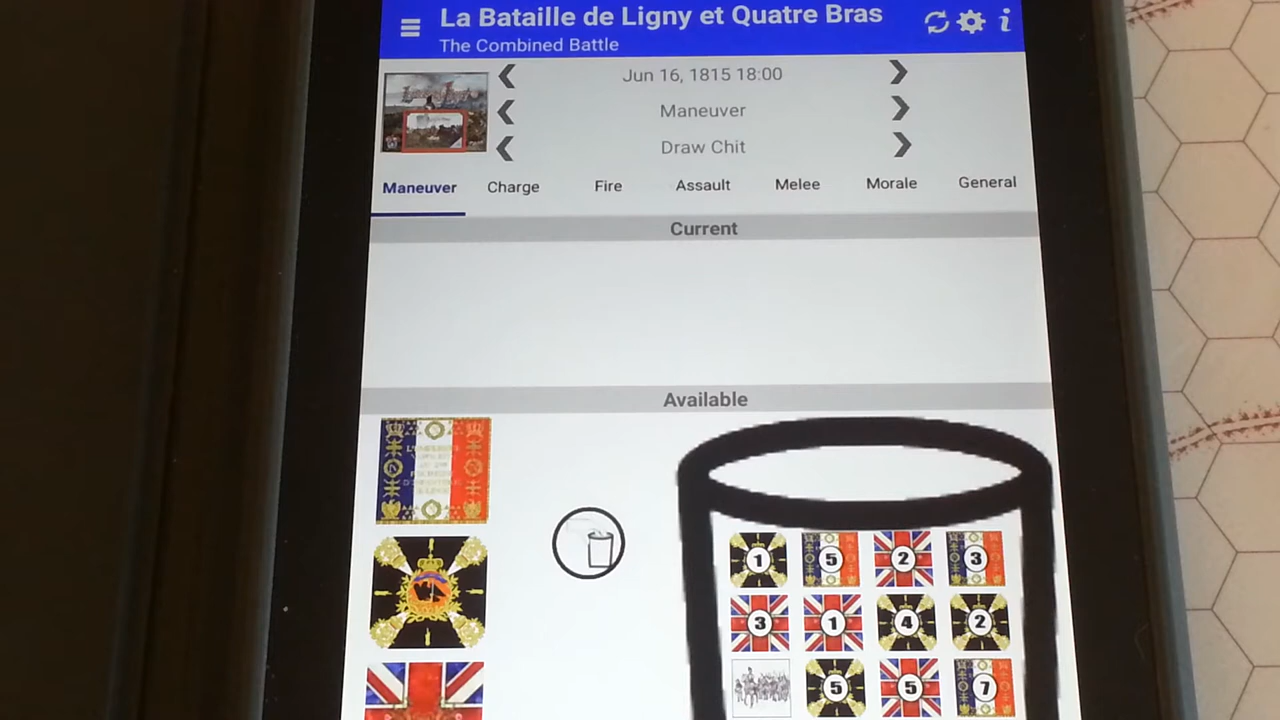 La Bataille de Ligny et Quatre Bras
The Combined Battle
Jun 16, 1815 18:00
Maneuver
Draw Chit
Maneuver Charge Fire Assault Melee Morale General
Current
Available
1 5 2 3
3 1 4 2
5 5 7